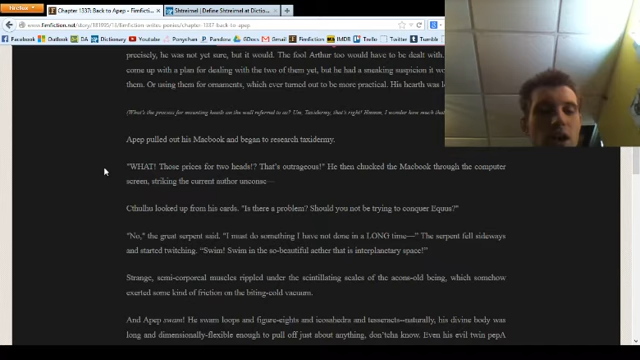 Firefox
Chapter 1337: Back to Apep
Shtreimel | Define Shtreimel at Dictio...
www.fimfiction.net/story/181935/13/fimfiction-writes-ponies/chapter-1337-back-to-apep
Facebook Outlook DA Dictionary Twitter Ponychan YouTube Tumblr Fimfiction IMDB TvTrop
precisely, he was not yet sure, but it would. The fool Arthur too would have to be dealt with.
come up with a plan for dealing with the two of them yet, but he had a sneaking suspicion it
them. Or using them for ornaments, which ever turned out to be more practical. His hearth was
(What's the process for mounting heads on the wall referred to? Um, Taxidermy, that's right! Hmmm, I wonder how much that
Apep pulled out his Macbook and began to research taxidermy.
"WHAT! Those prices for two heads!? That's outrageous!" He then chucked the Macbook through the computer
screen, striking the current author unconsc—
Cthulhu looked up from his cards. "Is there a problem? Should you not be trying to conquer Equus?"
"No," the great serpent said. "I must do something I have not done in a LONG time—" The serpent fell sideways
and started twitching. "Swim! Swim in the so-beautiful aether that is interplanetary space!"
Strange, semi-corporeal muscles rippled under the scintillating scales of the aeons-old being, which somehow
exerted some kind of friction on the biting-cold vacuum.
And Apep swam! He swam loops and figure-eights and icosahedra and tesseracts--naturally, his divine body was
long and dimensionally-flexible enough to pull off just about anything, don'tcha know. Even his evil twin pepA